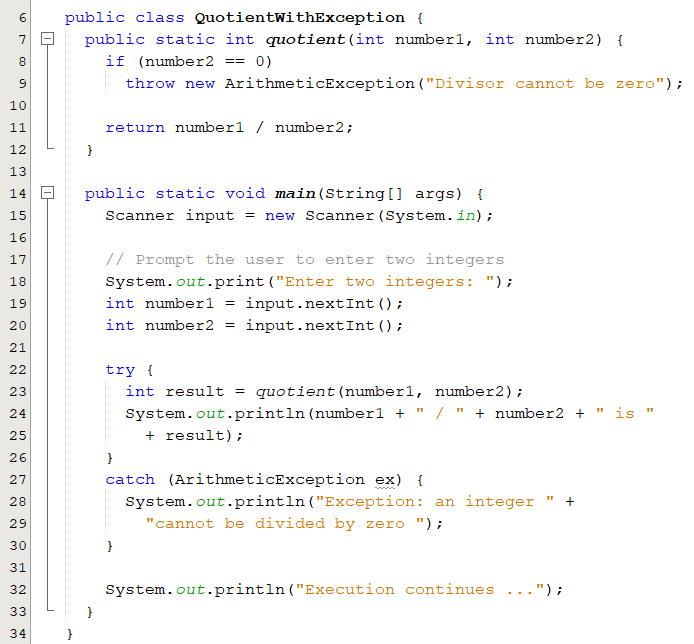 6 public class QuotientWithException {
7 public static int quotient(int number1, int number2) {
8 if (number2 == 0)
9 throw new ArithmeticException("Divisor cannot be zero");
10
11 return number1 / number2;
12 }
13
14 public static void main(String[] args) {
15 Scanner input = new Scanner(System.in);
16
17 // Prompt the user to enter two integers
18 System.out.print("Enter two integers: ");
19 int number1 = input.nextInt();
20 int number2 = input.nextInt();
21
22 try {
23 int result = quotient(number1, number2);
24 System.out.println(number1 + " / " + number2 + " is "
25 + result);
26 }
27 catch (ArithmeticException ex) {
28 System.out.println("Exception: an integer " +
29 "cannot be divided by zero ");
30 }
31
32 System.out.println("Execution continues ...");
33 }
34 }